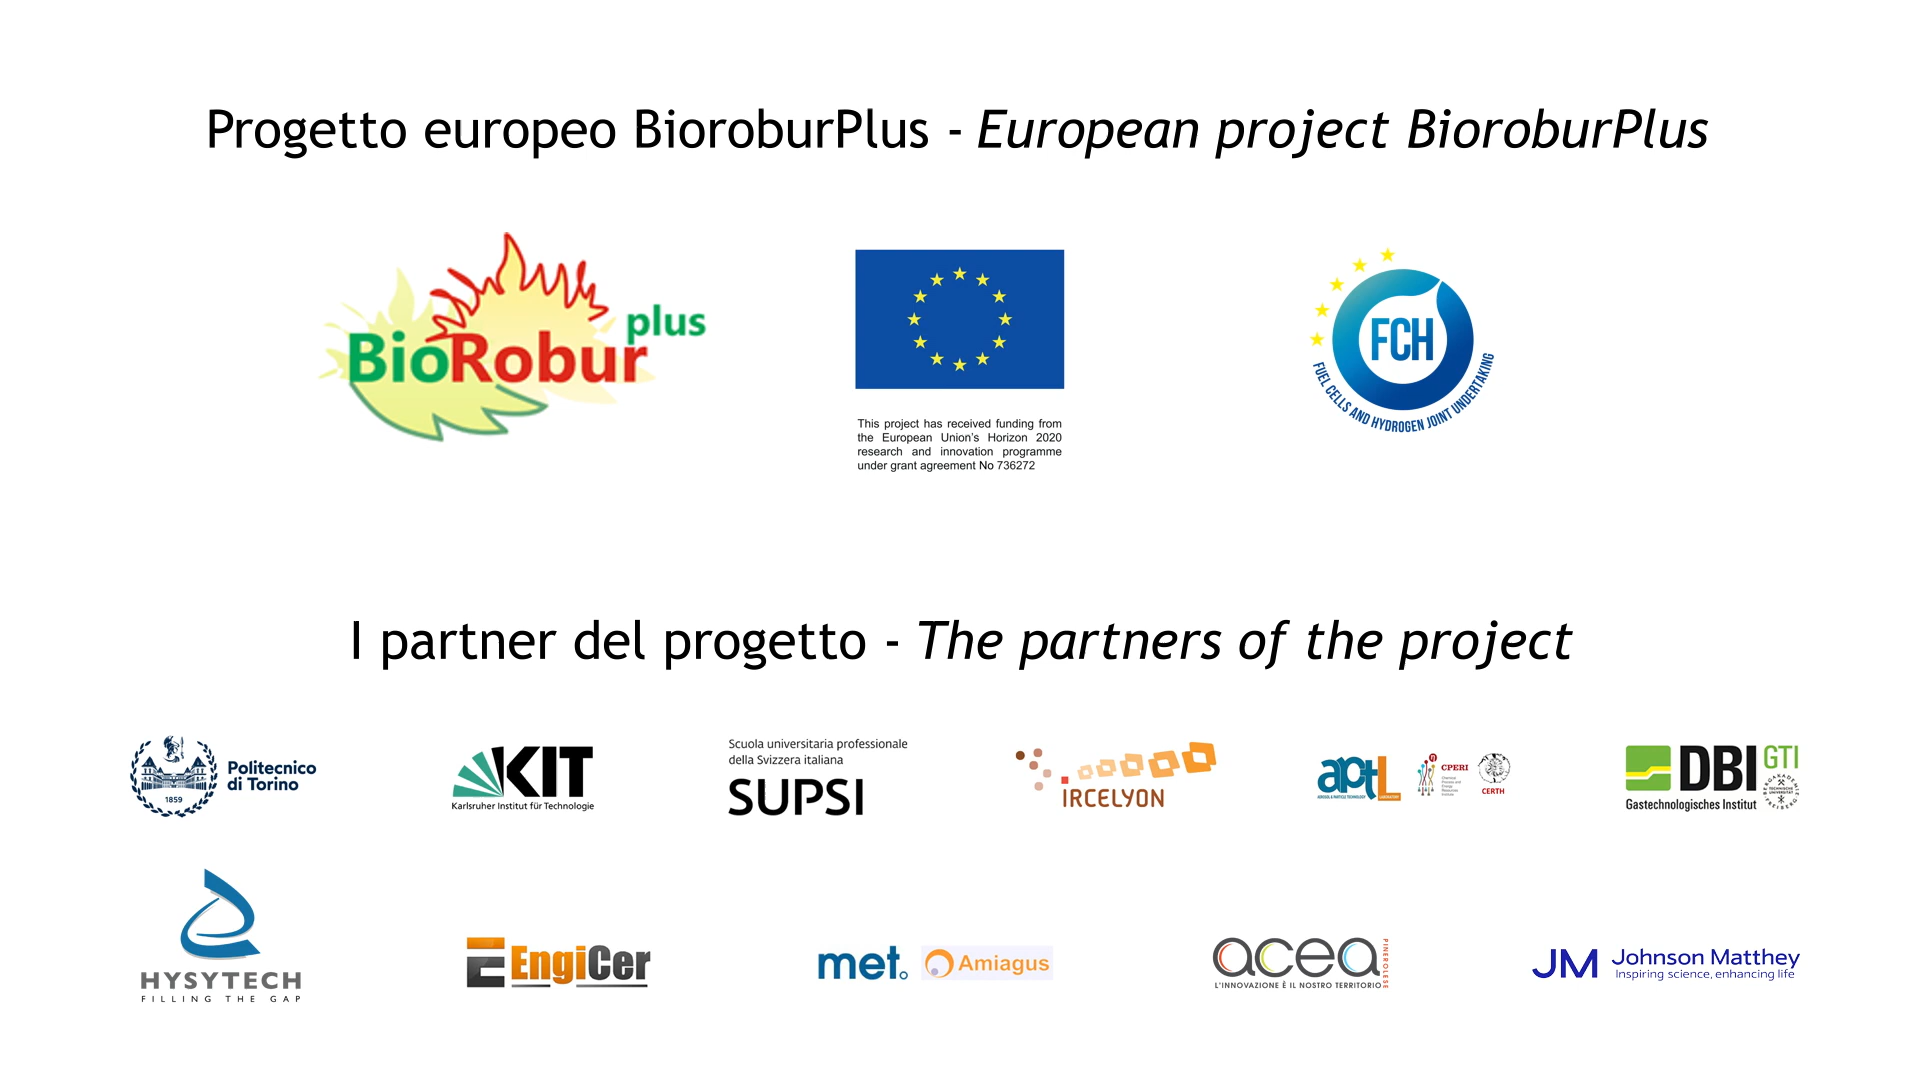 Progetto europeo BioroburPlus - European project BioroburPlus
BioRobur plus
This project has received funding from
the European Union's Horizon 2020
research and innovation programme
under grant agreement No 736272
FCH
FUEL CELLS AND HYDROGEN JOINT UNDERTAKING
I partner del progetto - The partners of the project
Politecnico
di Torino
1859
KIT
Karlsruher Institut für Technologie
Scuola universitaria professionale
della Svizzera italiana
SUPSI
IRCELYON
aptL
AEROSOL & PARTICLE TECHNOLOGY LABORATORY
CPERI
CERTH
DBI GTI
Gastechnologisches Institut
HYSYTECH
FILLING THE GAP
EngiCer
met.
Amiagus
acea PINEROLESE
L'INNOVAZIONE È IL NOSTRO TERRITORIO
JM Johnson Matthey
Inspiring science, enhancing life